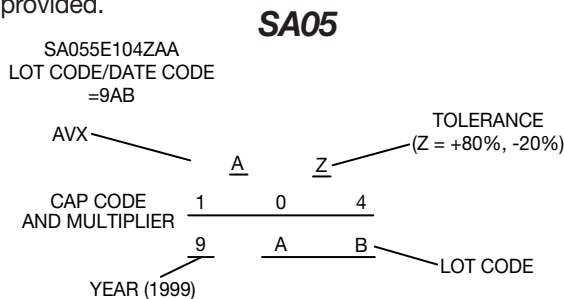 provided.
SA05
SA055E104ZAA
LOT CODE/DATE CODE
=9AB
AVX
TOLERANCE
(Z = +80%, -20%)
A Z
CAP CODE
AND MULTIPLIER
1 0 4
9 A B
LOT CODE
YEAR (1999)